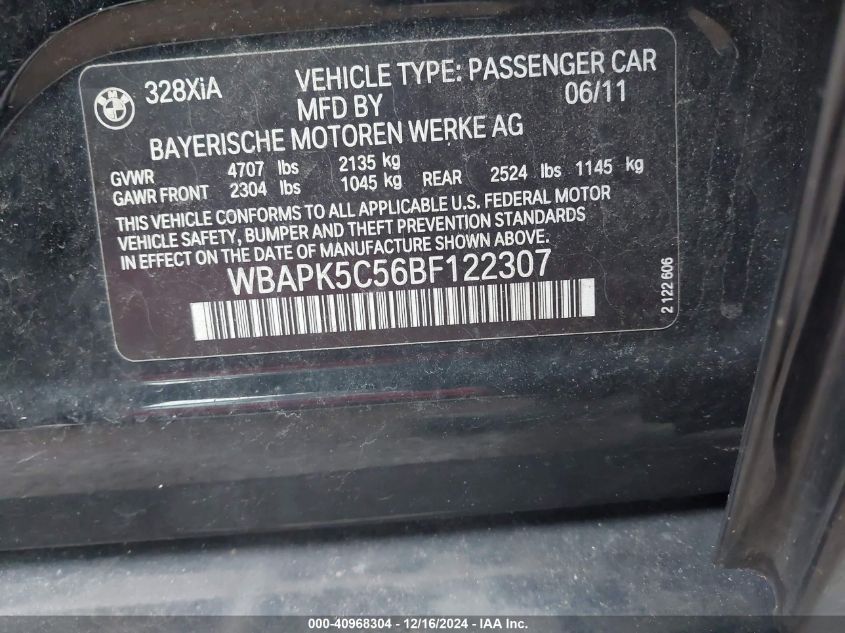 328XiA VEHICLE TYPE: PASSENGER CAR
MFD BY 06/11
BAYERISCHE MOTOREN WERKE AG
GVWR 4707 lbs 2135 kg
GAWR FRONT 2304 lbs 1045 kg REAR 2524 lbs 1145 kg
THIS VEHICLE CONFORMS TO ALL APPLICABLE U.S. FEDERAL MOTOR
VEHICLE SAFETY, BUMPER AND THEFT PREVENTION STANDARDS
IN EFFECT ON THE DATE OF MANUFACTURE SHOWN ABOVE.
WBAPK5C56BF122307
2 122 606
000-40968304 - 12/16/2024 - IAA Inc.